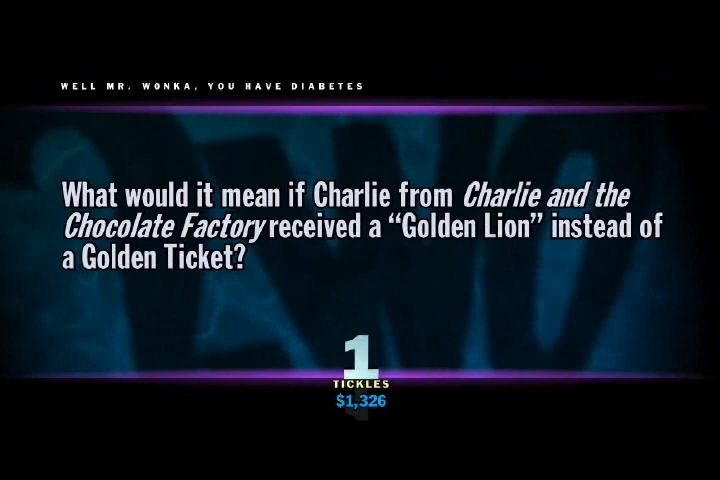 WELL MR. WONKA, YOU HAVE DIABETES
What would it mean if Charlie from Charlie and the
Chocolate Factory received a “Golden Lion” instead of
a Golden Ticket?
1
TICKLES
$1,326